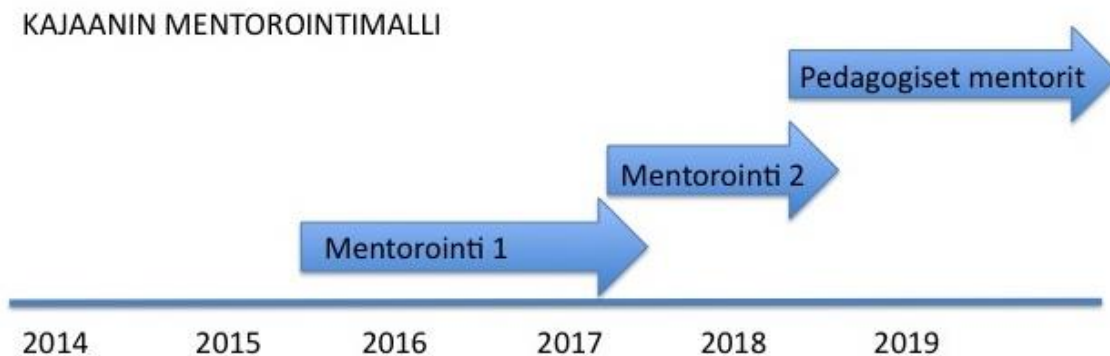 KAJAANIN MENTOROINTIMALLI
Pedagogiset mentorit
Mentorointi 2
Mentorointi 1
2014 2015 2016 2017 2018 2019